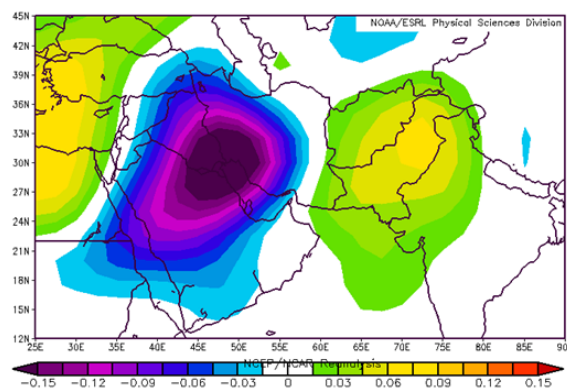 45N
NOAA/ESRL Physical Sciences Division
42N
39N
36N
33N
30N
27N
24N
21N
18N
15N
12N
25E 30E 35E 40E 45E 50E 55E 60E 65E 70E 75E 80E 85E 90
NCEP/NCAR Reanalysis
−0.15 −0.12 −0.09 −0.06 −0.03 0 0.03 0.06 0.09 0.12 0.15